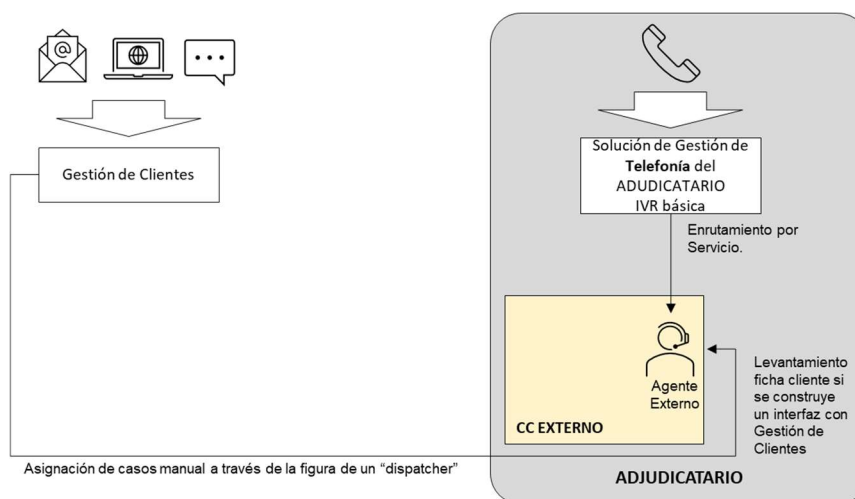 Gestión de Clientes
Solución de Gestión de
Telefonía del
ADUDICATARIO
IVR básica
Enrutamiento por
Servicio.
Agente
Externo
CC EXTERNO
Levantamiento
ficha cliente si
se construye
un interfaz con
Gestión de
Clientes
Asignación de casos manual a través de la figura de un “dispatcher”
ADJUDICATARIO